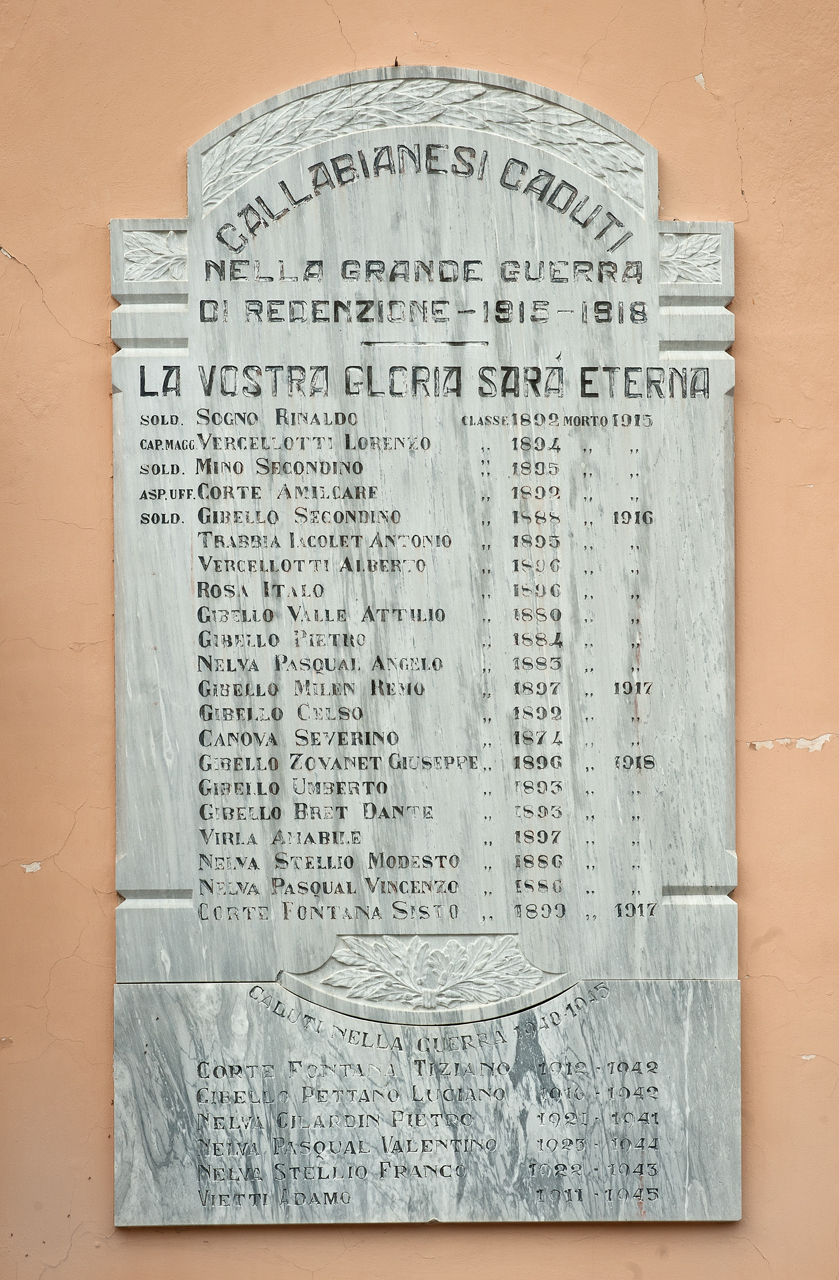 CALLABIANESI CADUTI
NELLA GRANDE GUERRA
DI REDENZIONE - 1915 - 1918
LA VOSTRA GLORIA SARÁ ETERNA
SOLD. SOGNO RINALDO CLASSE 1892 MORTO 1915
CAP.MAGG. VERCELLOTTI LORENZO ,, 1894 ,, ,,
SOLD. MINO SECONDINO ,, 1895 ,, ,,
ASP.UFF. CORTE AMILCARE ,, 1892 ,, ,,
SOLD. GIBELLO SECONDINO ,, 1888 ,, 1916
TRABBIA IACOLET ANTONIO ,, 1895 ,, ,,
VERCELLOTTI ALBERTO ,, 1896 ,, ,,
ROSA ITALO ,, 1896 ,, ,,
GIBELLO VALLE ATTILIO ,, 1880 ,, ,,
GIBELLO PIETRO ,, 1884 ,, ,,
NELVA PASQUAL ANGELO ,, 1885 ,, ,,
GIBELLO MILEN REMO ,, 1897 ,, 1917
GIBELLO CELSO ,, 1892 ,, ,,
CANOVA SEVERINO ,, 1874 ,, ,,
GIBELLO ZOVANET GIUSEPPE ,, 1896 ,, 1918
GIBELLO UMBERTO ,, 1893 ,, ,,
GIBELLO BRET DANTE ,, 1893 ,, ,,
VIRLA AMABILE ,, 1897 ,, ,,
NELVA STELLIO MODESTO ,, 1886 ,, ,,
NELVA PASQUAL VINCENZO ,, 1886 ,, ,,
CORTE FONTANA SISTO ,, 1899 ,, 1917
CADUTI NELLA GUERRA 1940-1945
CORTE FONTANA TIZIANO 1912 - 1942
GIBELLO PETTANO LUCIANO 1916 - 1942
NELVA GILARDIN PIETRO 1921 - 1941
NELVA PASQUAL VALENTINO 1923 - 1944
NELVA STELLIO FRANCO 1922 - 1943
VIETTI ADAMO 1911 - 1945